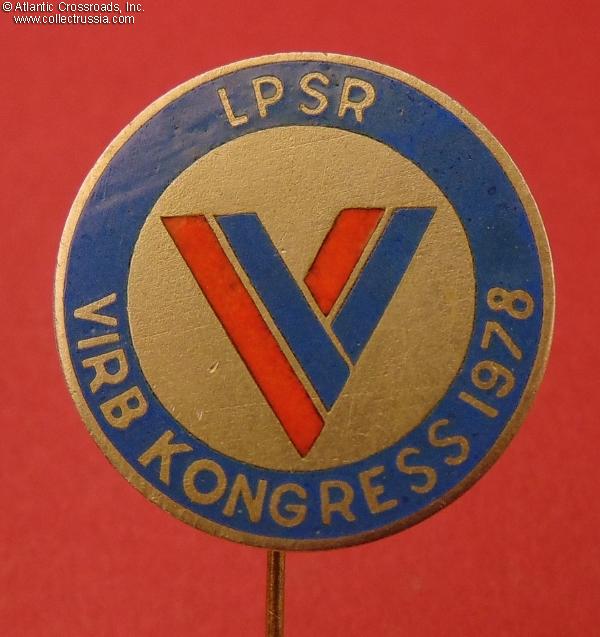 © Atlantic Crossroads, Inc.
www.collectrussia.com
LPSR
VIRB KONGRESS 1978